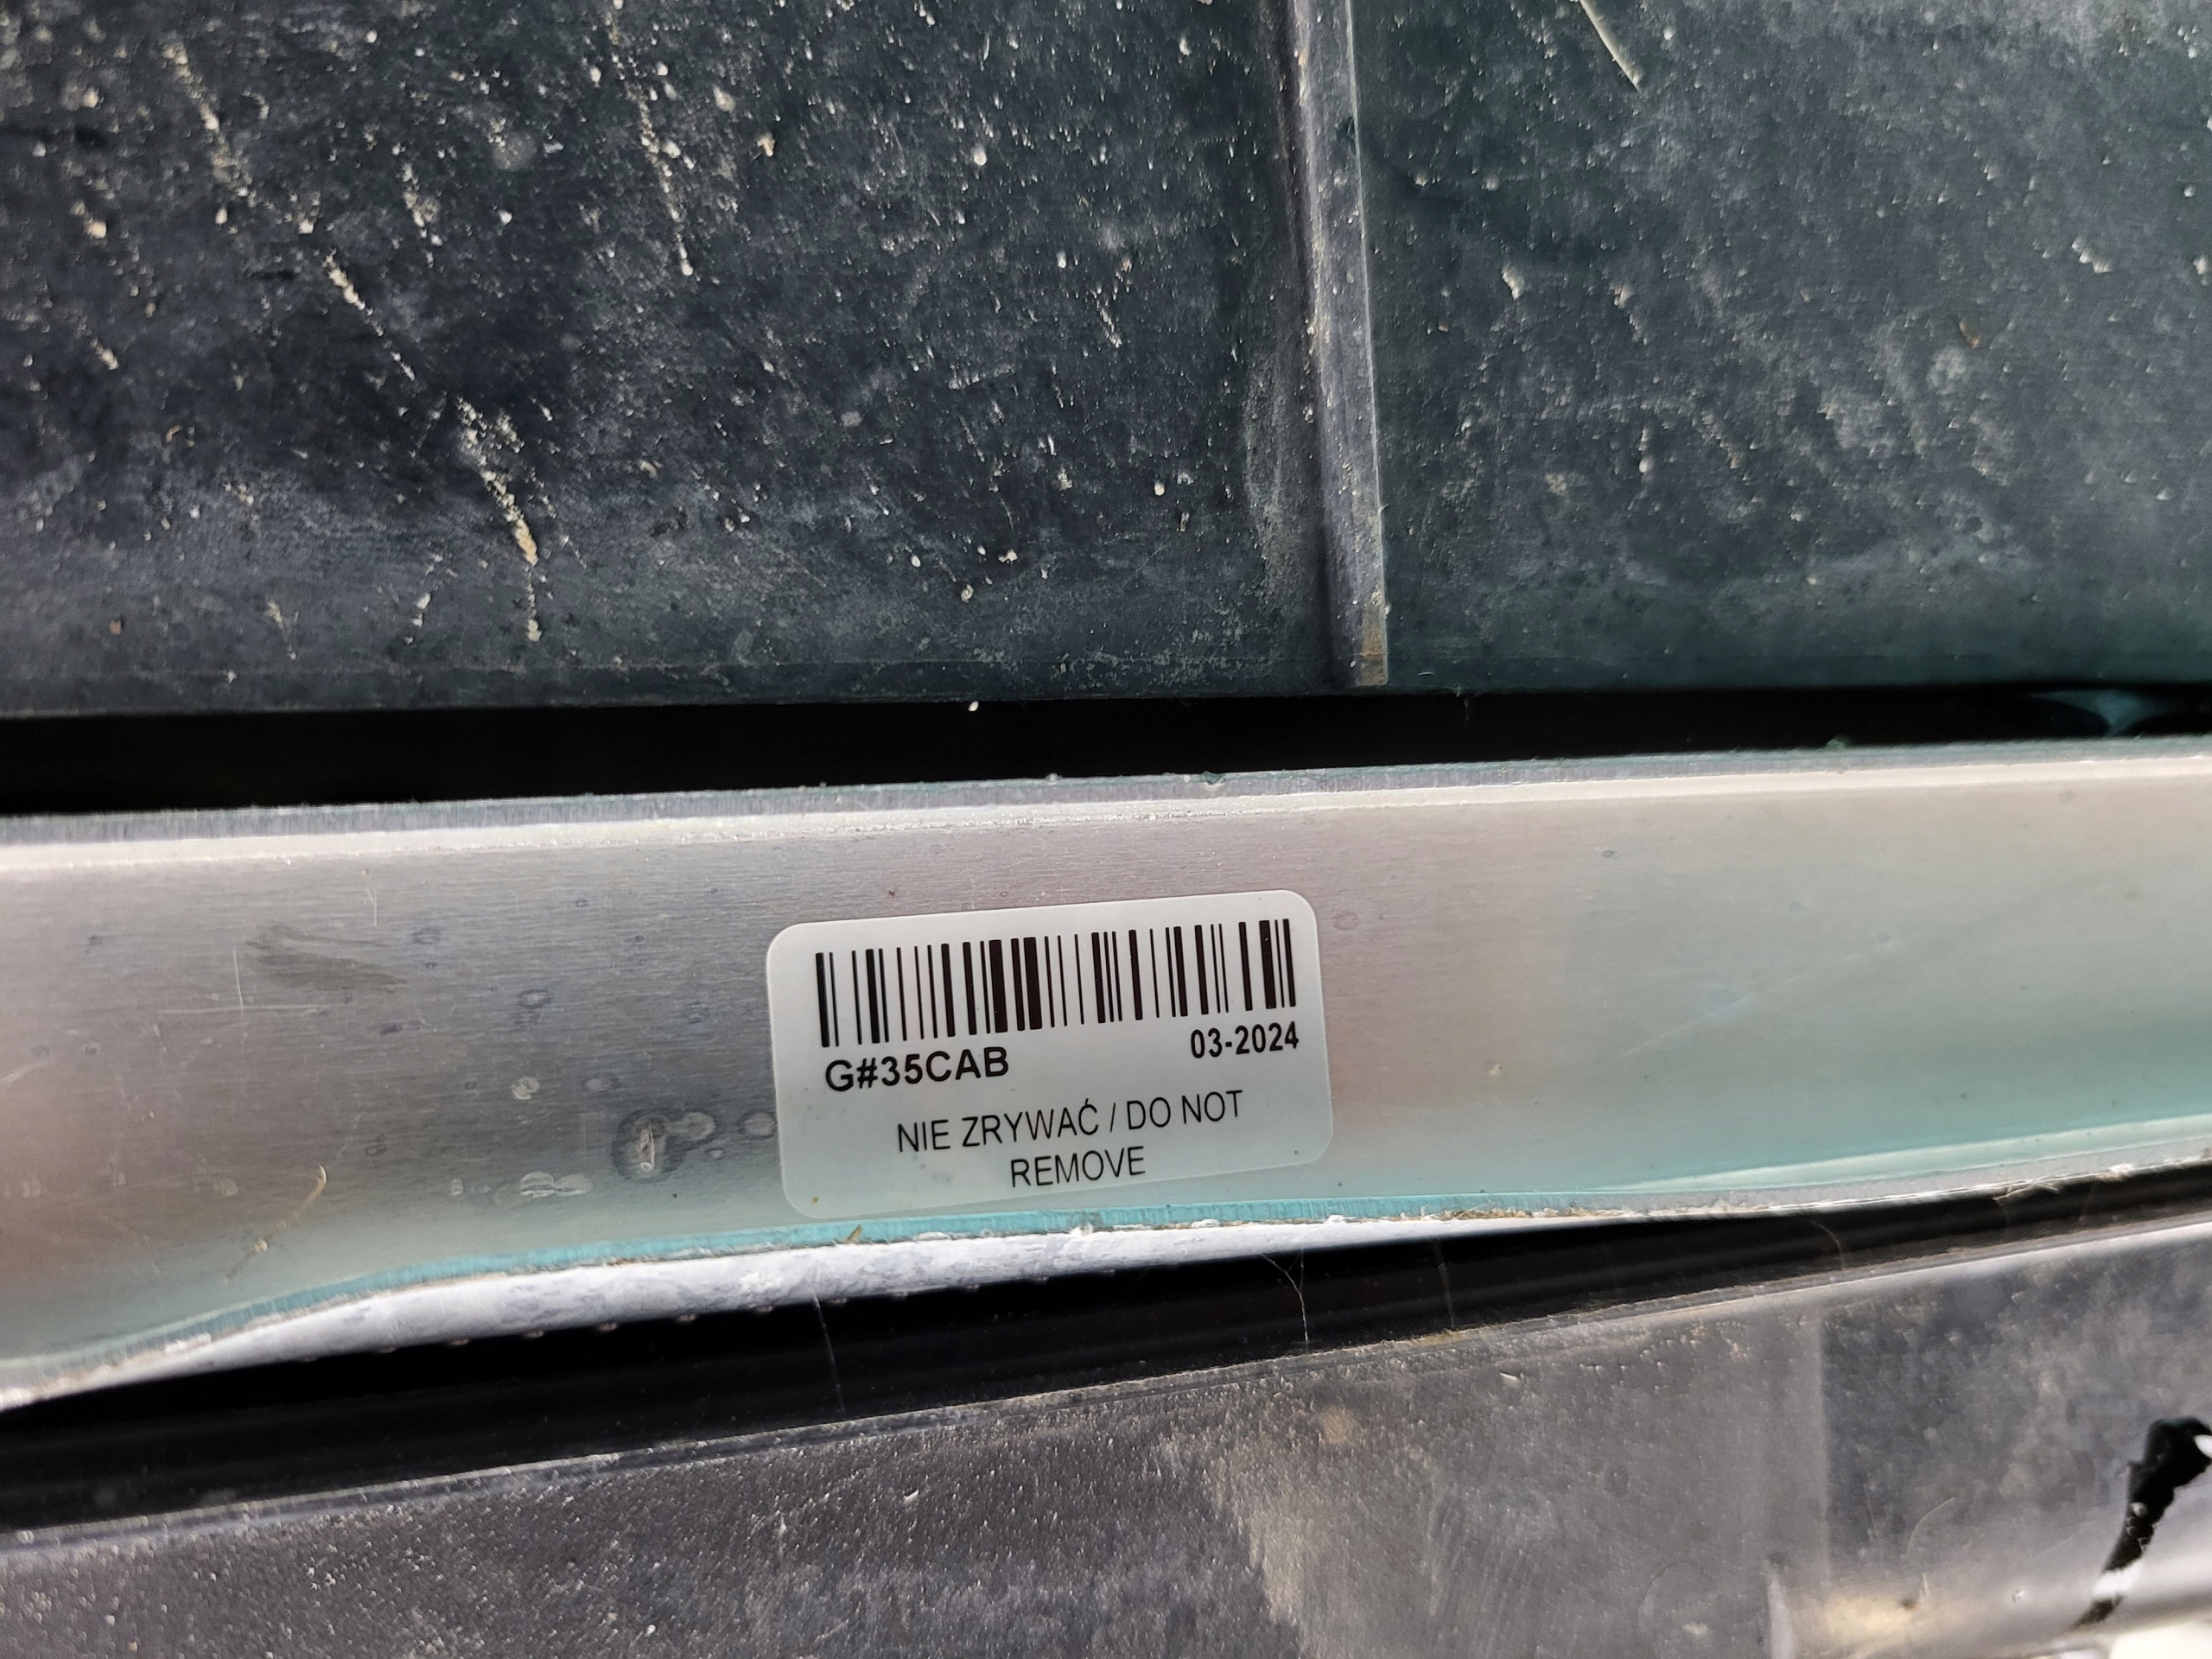 G#35CAB 03-2024
NIE ZRYWAĆ / DO NOT
REMOVE